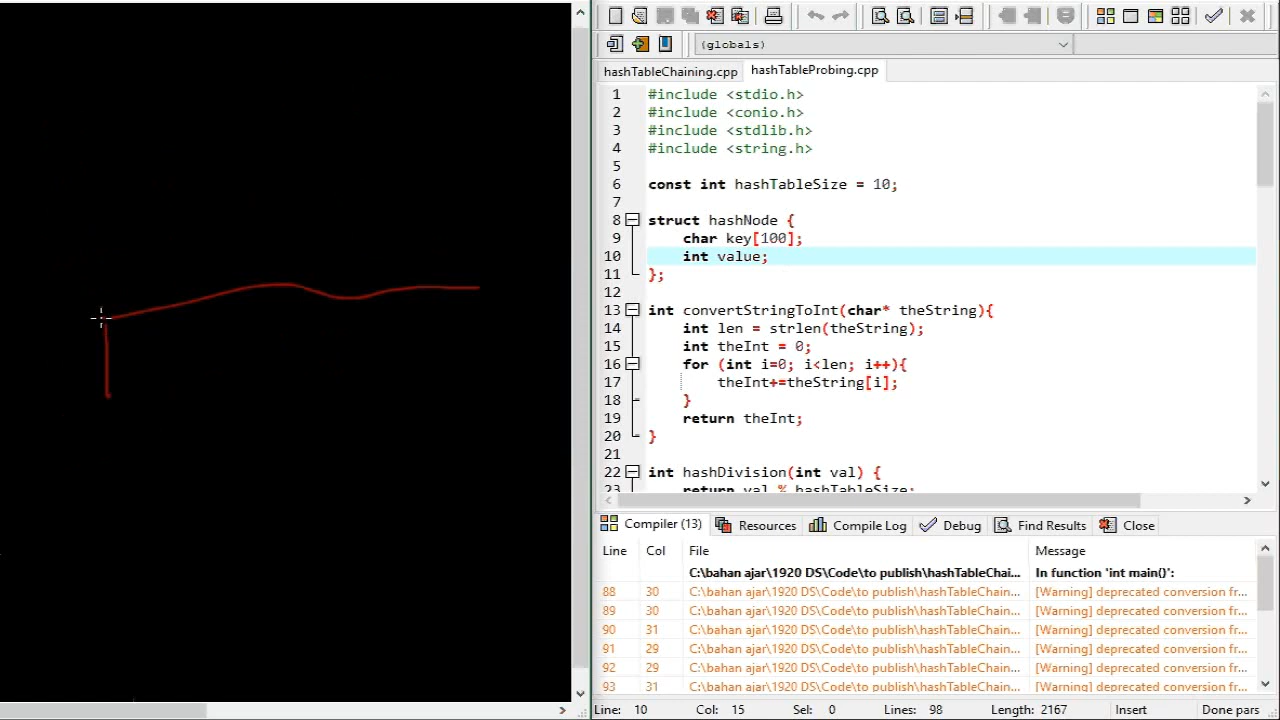 (globals)
hashTableChaining.cpp hashTableProbing.cpp
1 #include <stdio.h>
2 #include <conio.h>
3 #include <stdlib.h>
4 #include <string.h>
5
6 const int hashTableSize = 10;
7
8 struct hashNode {
9 char key[100];
10 int value;
11 };
12
13 int convertStringToInt(char* theString){
14 int len = strlen(theString);
15 int theInt = 0;
16 for (int i=0; i<len; i++){
17 theInt+=theString[i];
18 }
19 return theInt;
20 }
21
22 int hashDivision(int val) {
23 return val % hashTableSize;
Compiler (13) Resources Compile Log Debug Find Results Close
Line Col File Message
C:\bahan ajar\1920 DS\Code\to publish\hashTableChai... In function 'int main()':
88 30 C:\bahan ajar\1920 DS\Code\to publish\hashTableChain... [Warning] deprecated conversion fr...
89 30 C:\bahan ajar\1920 DS\Code\to publish\hashTableChain... [Warning] deprecated conversion fr...
90 31 C:\bahan ajar\1920 DS\Code\to publish\hashTableChain... [Warning] deprecated conversion fr...
91 29 C:\bahan ajar\1920 DS\Code\to publish\hashTableChain... [Warning] deprecated conversion fr...
92 29 C:\bahan ajar\1920 DS\Code\to publish\hashTableChain... [Warning] deprecated conversion fr...
93 31 C:\bahan ajar\1920 DS\Code\to publish\hashTableChain... [Warning] deprecated conversion fr...
Line: 10 Col: 15 Sel: 0 Lines: 98 Length: 2167 Insert Done pars